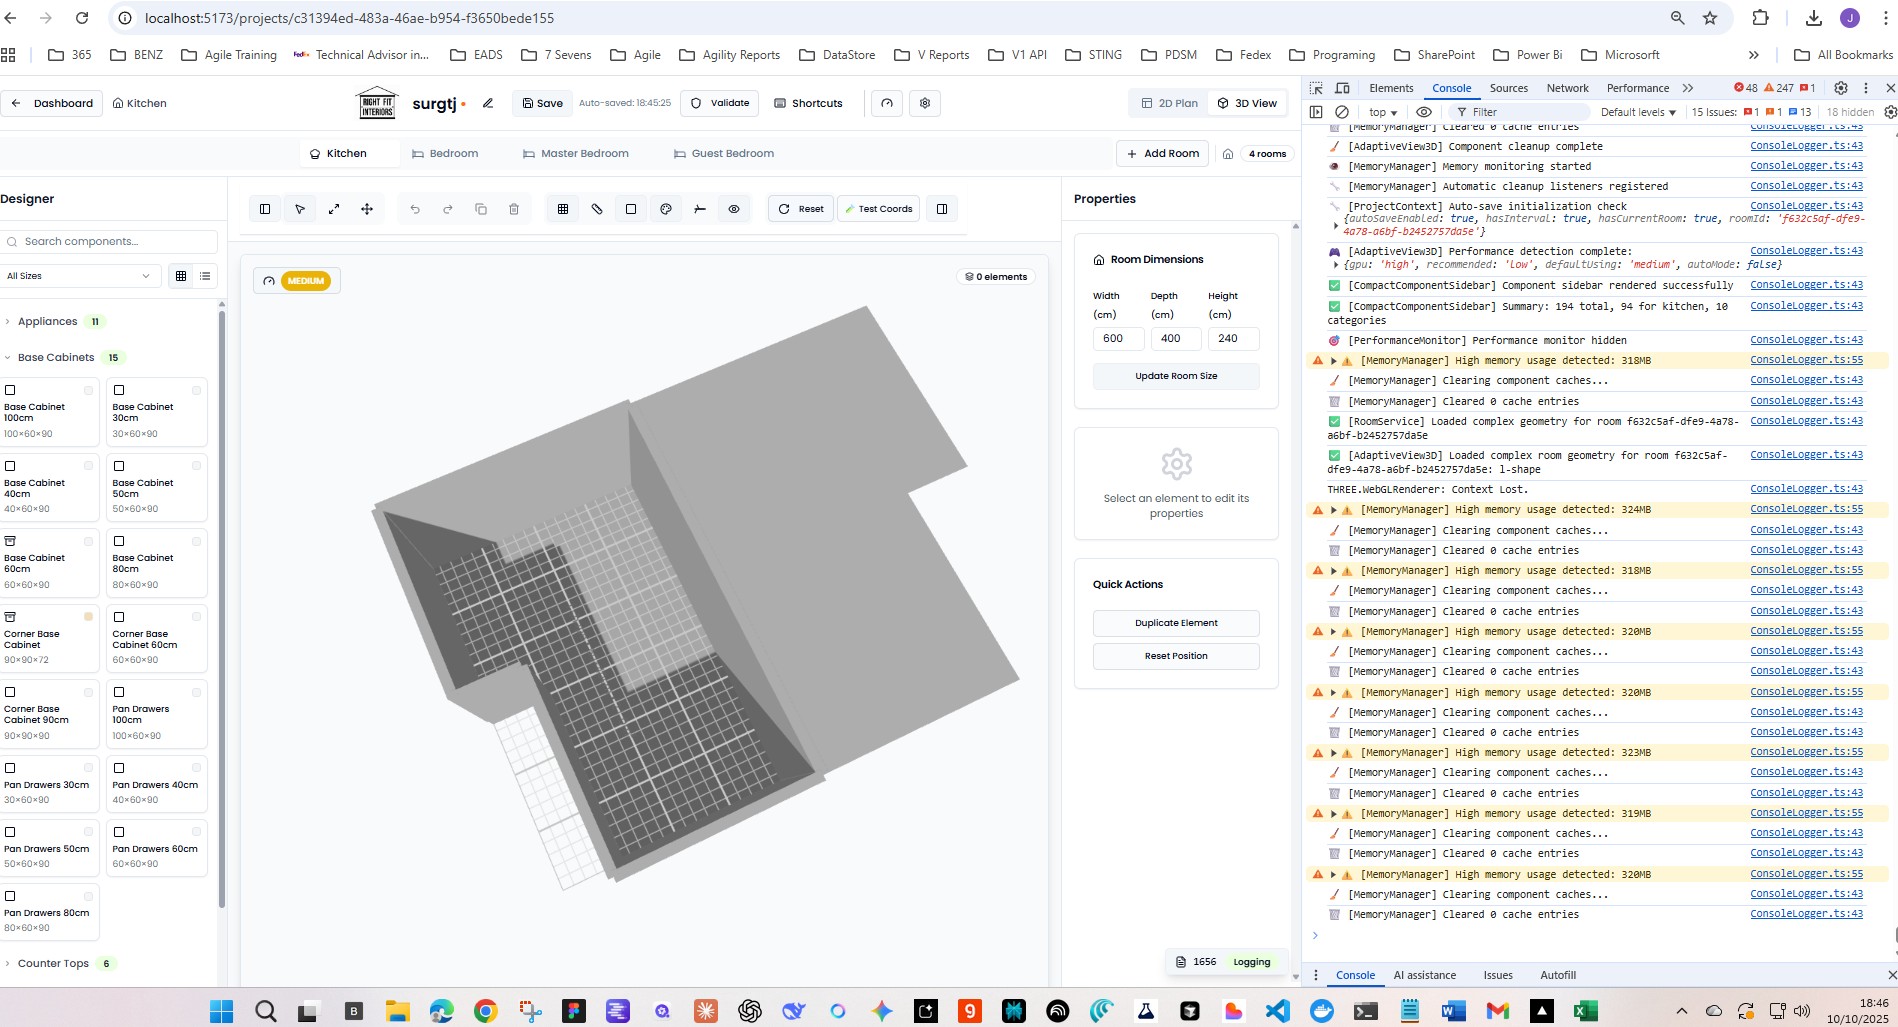 localhost:5173/projects/c31394ed-483a-46ae-b954-f3650bede155
J
365
BENZ
Agile Training
Technical Advisor in...
EADS
7 Sevens
Agile
Agility Reports
DataStore
V Reports
V1 API
STING
PDSM
Fedex
Programing
SharePoint
Power Bi
Microsorft
All Bookmarks
Dashboard
Kitchen
RIGHT FIT
INTERIORS
surgtj
Save
Auto-saved: 18:45:25
Validate
Shortcuts
2D Plan
3D View
Kitchen
Bedroom
Master Bedroom
Guest Bedroom
Add Room
4 rooms
Designer
Search components...
All Sizes
Appliances 11
Base Cabinets 15
Base Cabinet 100cm
100×60×90
Base Cabinet 30cm
30×60×90
Base Cabinet 40cm
40×60×90
Base Cabinet 50cm
50×60×90
Base Cabinet 60cm
60×60×90
Base Cabinet 80cm
80×60×90
Corner Base Cabinet
90×90×72
Corner Base Cabinet 60cm
60×60×90
Corner Base Cabinet 90cm
90×90×90
Pan Drawers 100cm
100×60×90
Pan Drawers 30cm
30×60×90
Pan Drawers 40cm
40×60×90
Pan Drawers 50cm
50×60×90
Pan Drawers 60cm
60×60×90
Pan Drawers 80cm
80×60×90
Counter Tops 6
Reset
Test Coords
MEDIUM
0 elements
Properties
Room Dimensions
Width (cm)
Depth (cm)
Height (cm)
600
400
240
Update Room Size
Select an element to edit its
properties
Quick Actions
Duplicate Element
Reset Position
1656 Logging
Elements
Console
Sources
Network
Performance
48
247
1
top
Filter
Default levels
15 Issues: 1 1 13
18 hidden
[MemoryManager] Cleared 0 cache entries ConsoleLogger.ts:43
[AdaptiveView3D] Component cleanup complete ConsoleLogger.ts:43
[MemoryManager] Memory monitoring started ConsoleLogger.ts:43
[MemoryManager] Automatic cleanup listeners registered ConsoleLogger.ts:43
[ProjectContext] Auto-save initialization check ConsoleLogger.ts:43
{autoSaveEnabled: true, hasInterval: true, hasCurrentRoom: true, roomId: 'f632c5af-dfe9-
4a78-a6bf-b2452757da5e'}
[AdaptiveView3D] Performance detection complete: ConsoleLogger.ts:43
{gpu: 'high', recommended: 'low', defaultUsing: 'medium', autoMode: false}
[CompactComponentSidebar] Component sidebar rendered successfully ConsoleLogger.ts:43
[CompactComponentSidebar] Summary: 194 total, 94 for kitchen, 10 ConsoleLogger.ts:43
categories
[PerformanceMonitor] Performance monitor hidden ConsoleLogger.ts:43
[MemoryManager] High memory usage detected: 318MB ConsoleLogger.ts:55
[MemoryManager] Clearing component caches... ConsoleLogger.ts:43
[MemoryManager] Cleared 0 cache entries ConsoleLogger.ts:43
[RoomService] Loaded complex geometry for room f632c5af-dfe9-4a78- ConsoleLogger.ts:43
a6bf-b2452757da5e
[AdaptiveView3D] Loaded complex room geometry for room f632c5af- ConsoleLogger.ts:43
dfe9-4a78-a6bf-b2452757da5e: l-shape
THREE.WebGLRenderer: Context Lost. ConsoleLogger.ts:43
[MemoryManager] High memory usage detected: 324MB ConsoleLogger.ts:55
[MemoryManager] Clearing component caches... ConsoleLogger.ts:43
[MemoryManager] Cleared 0 cache entries ConsoleLogger.ts:43
[MemoryManager] High memory usage detected: 318MB ConsoleLogger.ts:55
[MemoryManager] Clearing component caches... ConsoleLogger.ts:43
[MemoryManager] Cleared 0 cache entries ConsoleLogger.ts:43
[MemoryManager] High memory usage detected: 320MB ConsoleLogger.ts:55
[MemoryManager] Clearing component caches... ConsoleLogger.ts:43
[MemoryManager] Cleared 0 cache entries ConsoleLogger.ts:43
[MemoryManager] High memory usage detected: 320MB ConsoleLogger.ts:55
[MemoryManager] Clearing component caches... ConsoleLogger.ts:43
[MemoryManager] Cleared 0 cache entries ConsoleLogger.ts:43
[MemoryManager] High memory usage detected: 323MB ConsoleLogger.ts:55
[MemoryManager] Clearing component caches... ConsoleLogger.ts:43
[MemoryManager] Cleared 0 cache entries ConsoleLogger.ts:43
[MemoryManager] High memory usage detected: 319MB ConsoleLogger.ts:55
[MemoryManager] Clearing component caches... ConsoleLogger.ts:43
[MemoryManager] Cleared 0 cache entries ConsoleLogger.ts:43
[MemoryManager] High memory usage detected: 320MB ConsoleLogger.ts:55
[MemoryManager] Clearing component caches... ConsoleLogger.ts:43
[MemoryManager] Cleared 0 cache entries ConsoleLogger.ts:43
Console
AI assistance
Issues
Autofill
18:46
10/10/2025